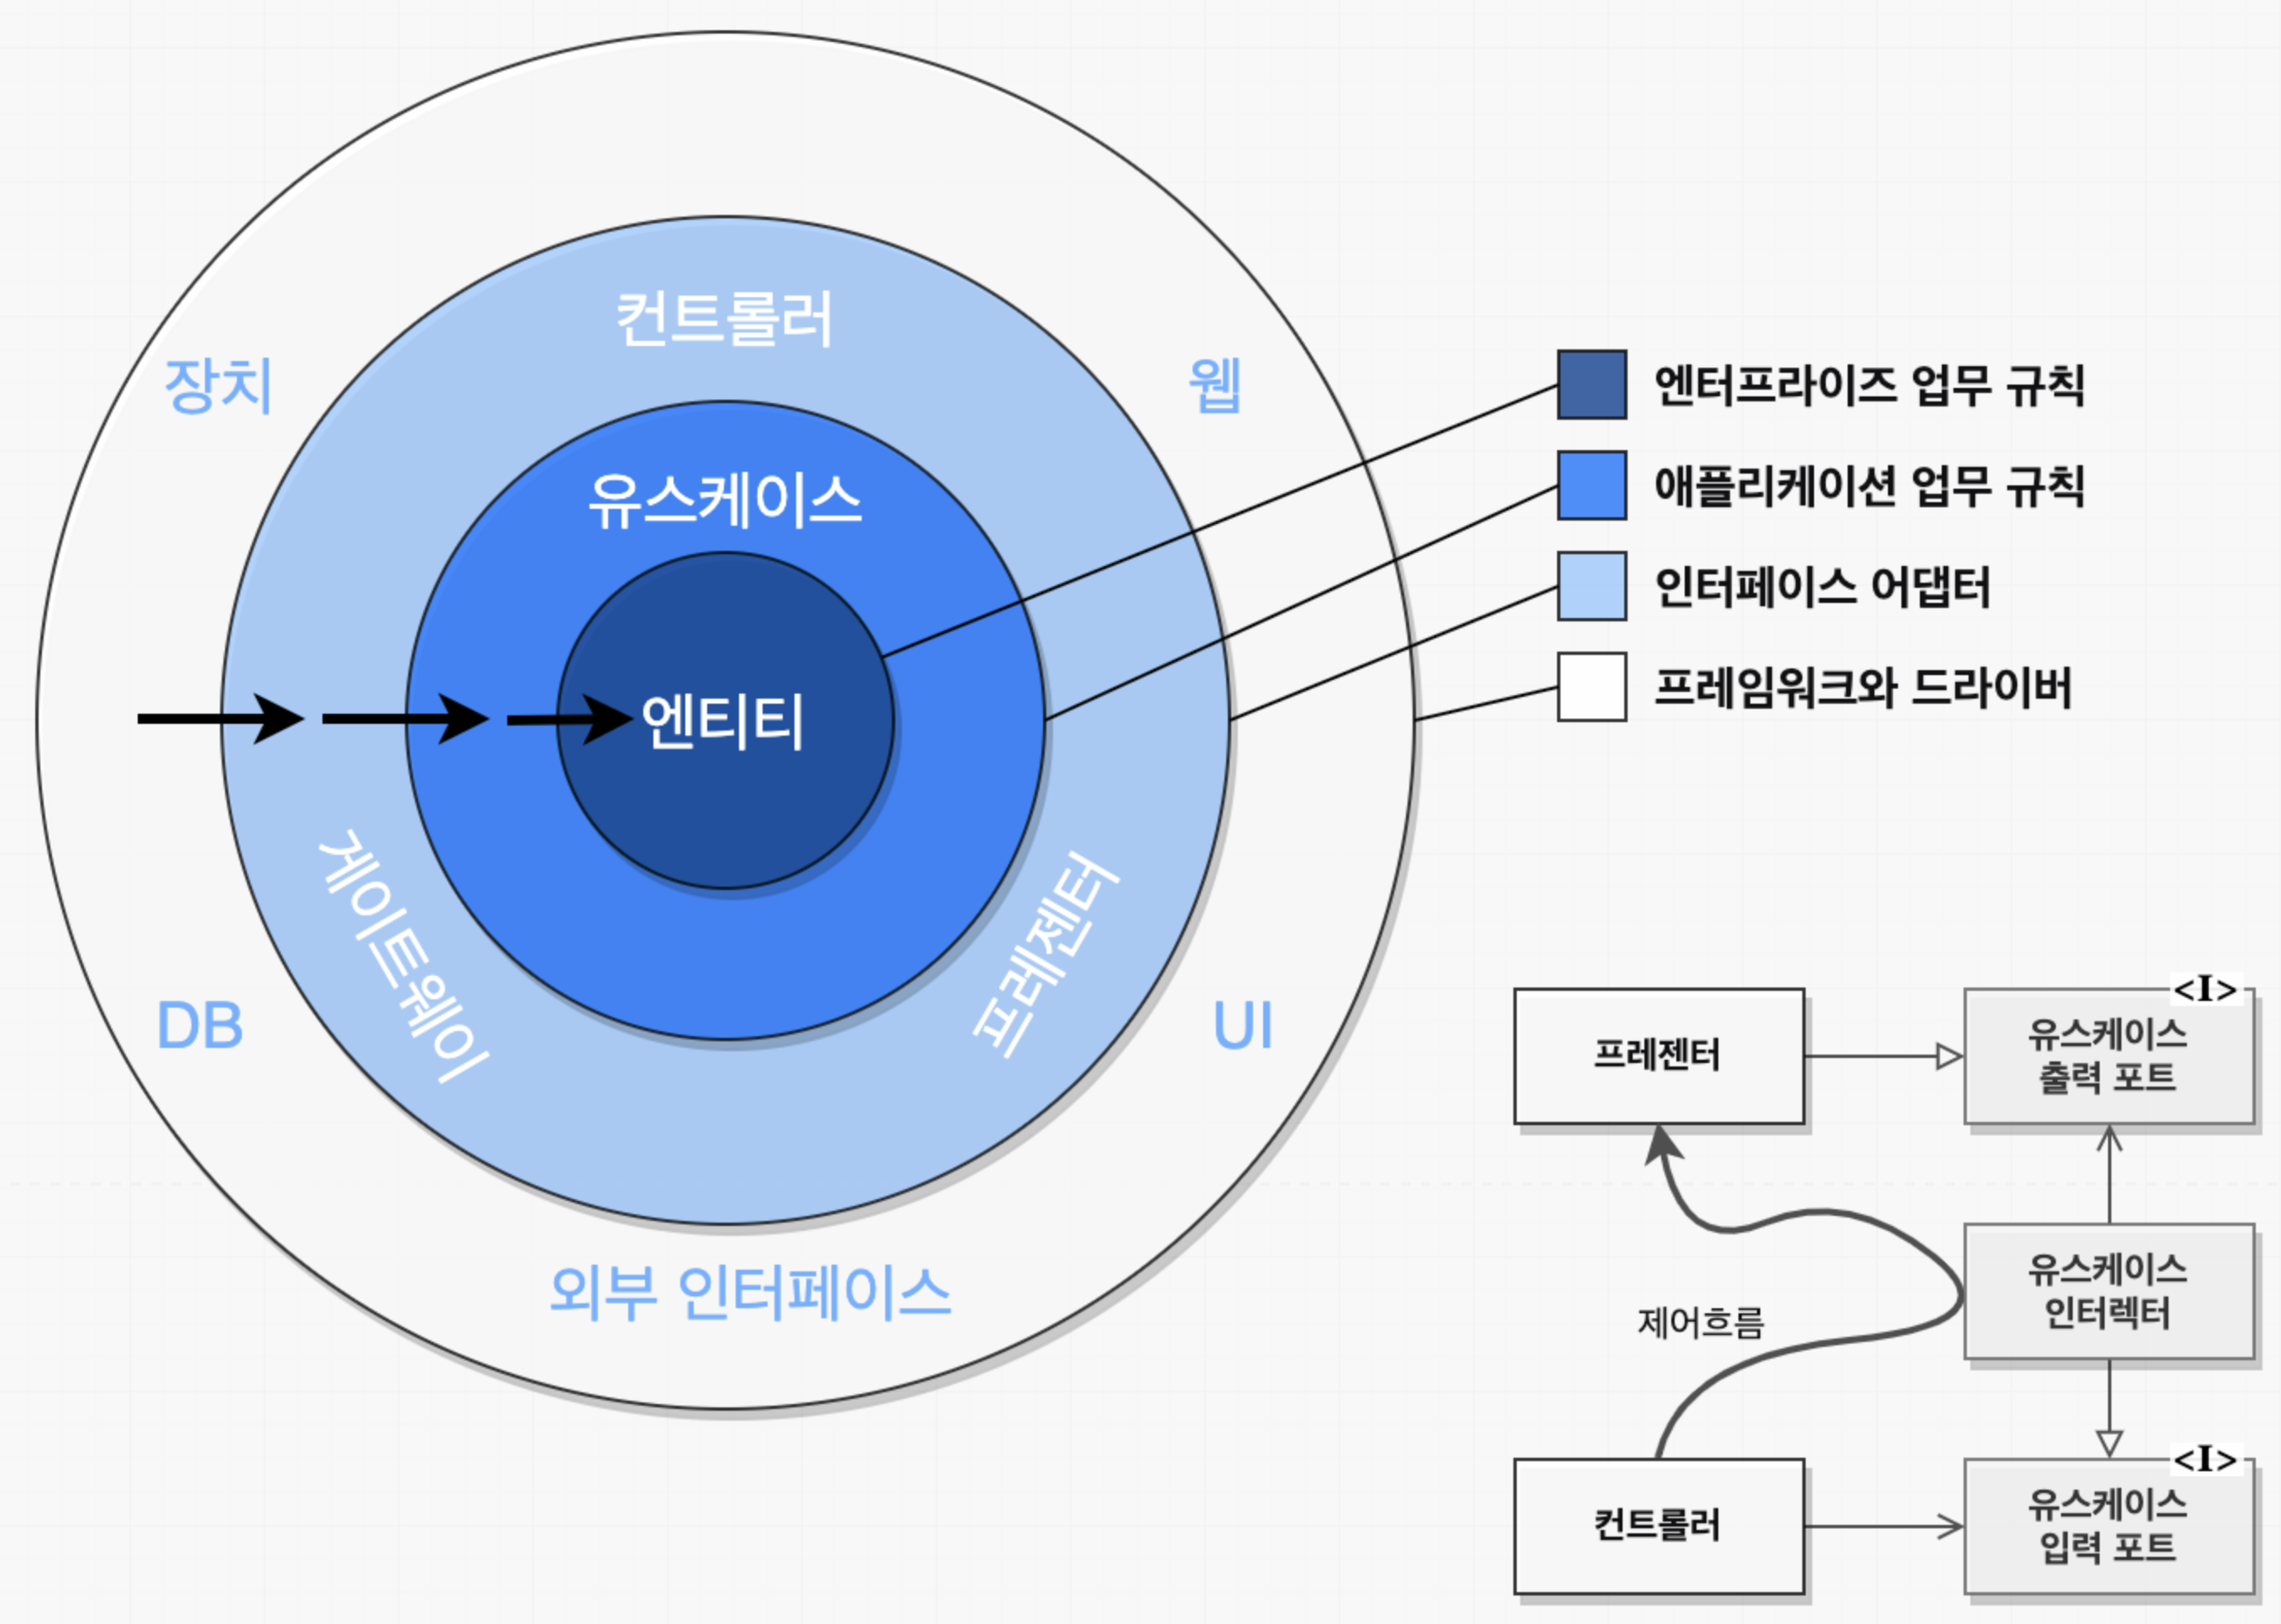 컨트롤러
장치
웹
유스케이스
엔티티
게이트웨이
프레젠터
DB
UI
외부 인터페이스
엔터프라이즈 업무 규칙
애플리케이션 업무 규칙
인터페이스 어댑터
프레임워크와 드라이버
프레젠터
<I>
유스케이스
출력 포트
유스케이스
인터렉터
제어흐름
컨트롤러
<I>
유스케이스
입력 포트